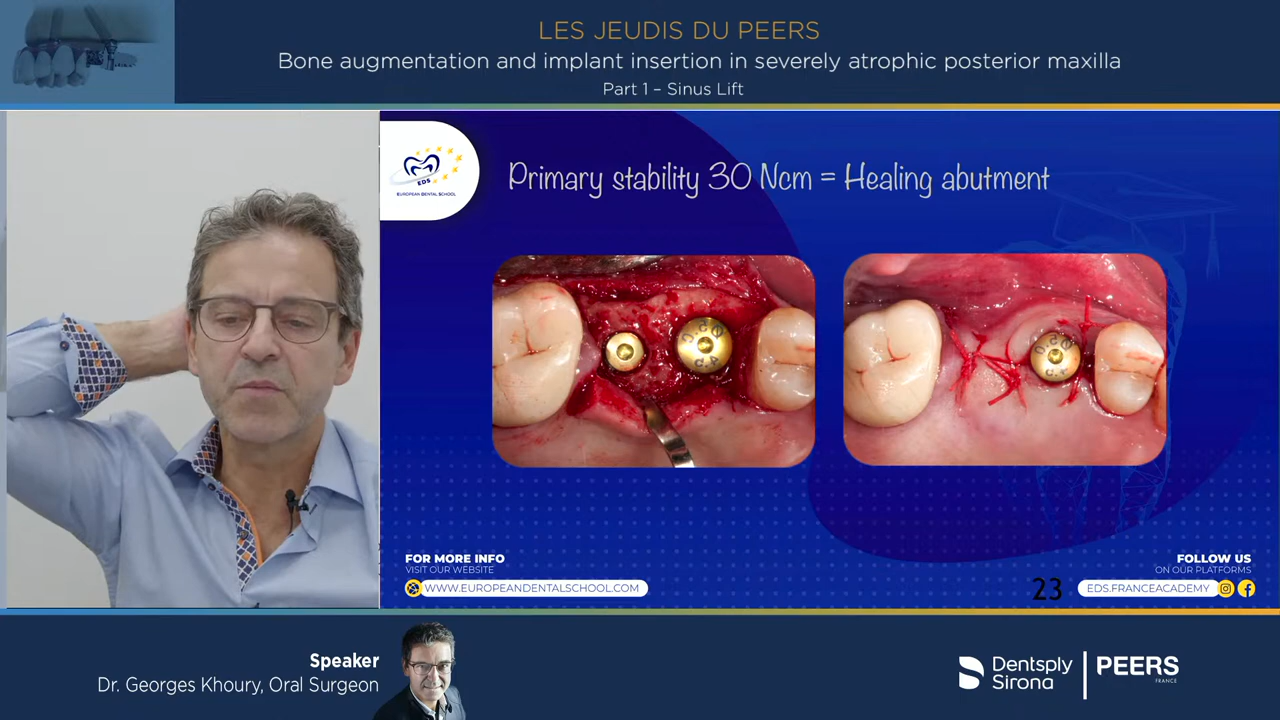 LES JEUDIS DU PEERS
Bone augmentation and implant insertion in severely atrophic posterior maxilla
Part 1 – Sinus Lift
EDS
EUROPEAN DENTAL SCHOOL
Primary stability 30 Ncm = Healing abutment
FOR MORE INFO
VISIT OUR WEBSITE
WWW.EUROPEANDENTALSCHOOL.COM
23
FOLLOW US
ON OUR PLATFORMS
EDS.FRANCEACADEMY
Speaker
Dr. Georges Khoury, Oral Surgeon
Dentsply
Sirona
PEERS
FRANCE